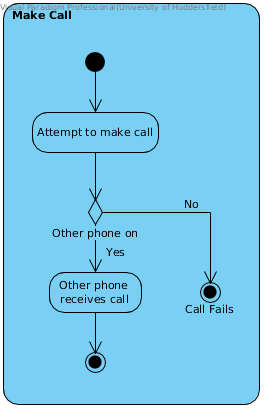 Visual Paradigm Professional(University of Huddersfield)
Make Call
Attempt to make call
No
Other phone on
Yes
Other phone
receives call
Call Fails